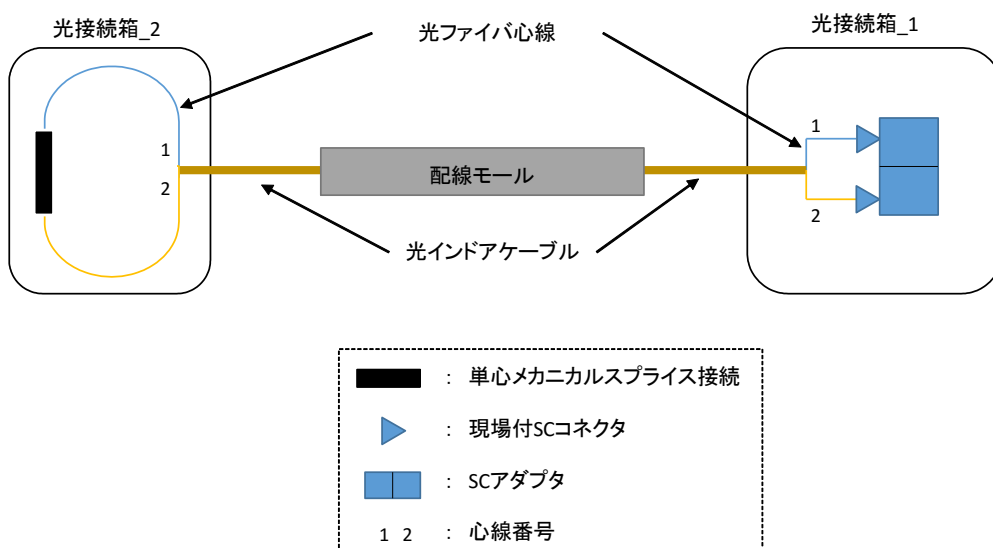 光接続箱_2
光ファイバ心線
光接続箱_1
1
2
配線モール
1
2
光インドアケーブル
: 単心メカニカルスプライス接続
: 現場付SCコネクタ
: SCアダプタ
1 2 : 心線番号